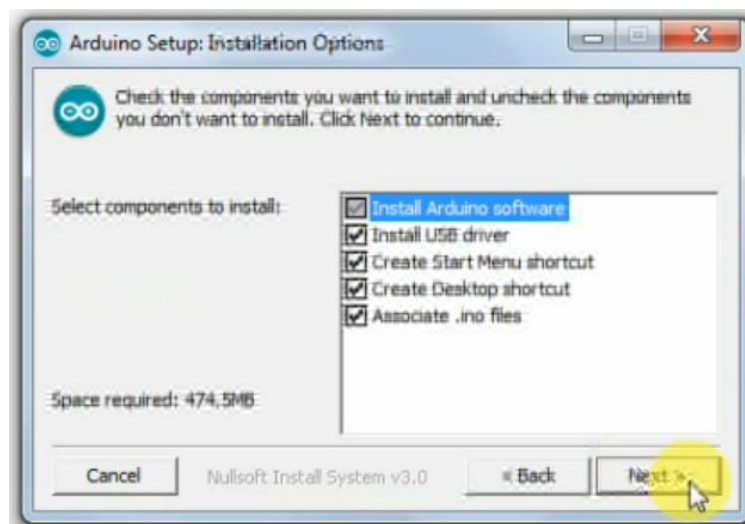 Arduino Setup: Installation Options
Check the components you want to install and uncheck the components
you don't want to install. Click Next to continue.
Select components to install:
Install Arduino software
Install USB driver
Create Start Menu shortcut
Create Desktop shortcut
Associate .ino files
Space required: 474.5MB
Cancel
Nullsoft Install System v3.0
< Back
Next >